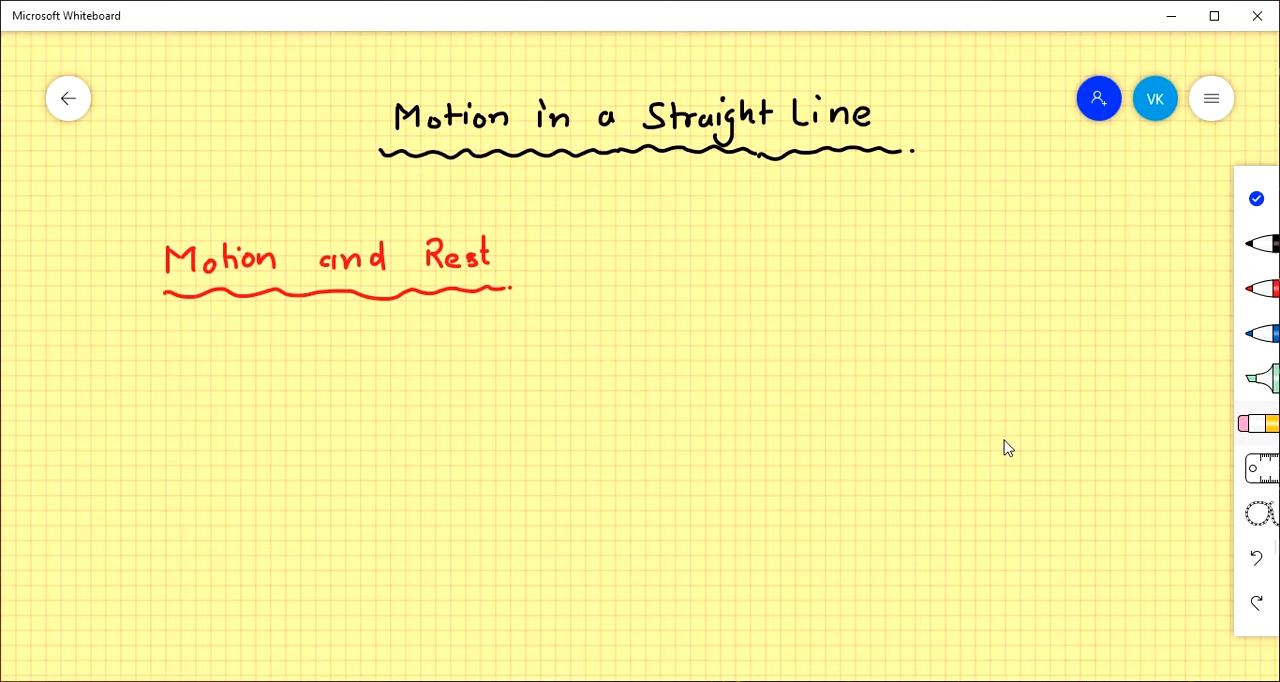 Microsoft Whiteboard
VK
Motion in a Straight Line.
Motion and Rest.